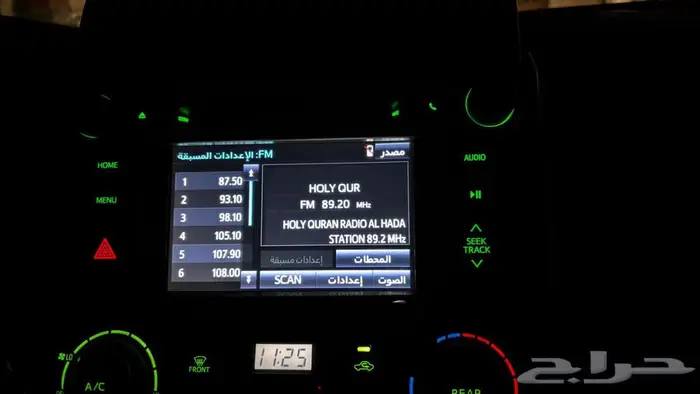 HOME
MENU
FM: الإعدادات المسبقة
مصدر
1 87.50
2 93.10
3 98.10
4 105.10
5 107.90
6 108.00
HOLY QUR
FM 89.20 MHz
HOLY QURAN RADIO AL HADA
STATION 89.2 MHz
إعدادات مسبقة
المحطات
SCAN
إعدادات
الصوت
AUDIO
SEEK
TRACK
LO
A/C
FRONT
11:25
REAR
حراج